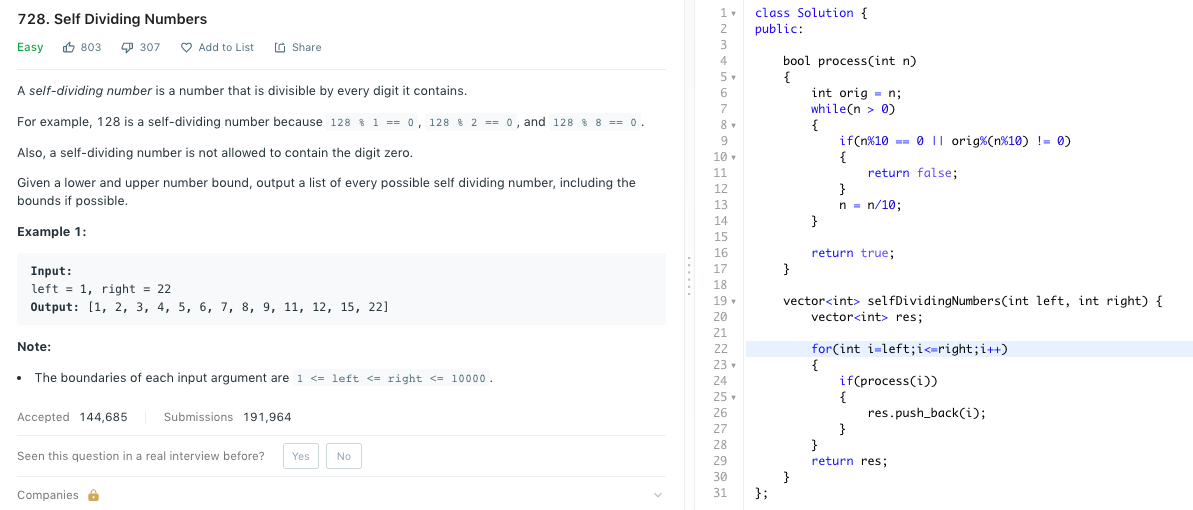 728. Self Dividing Numbers
Easy 803 307 Add to List Share
A self-dividing number is a number that is divisible by every digit it contains.
For example, 128 is a self-dividing number because 128 % 1 == 0, 128 % 2 == 0, and 128 % 8 == 0.
Also, a self-dividing number is not allowed to contain the digit zero.
Given a lower and upper number bound, output a list of every possible self dividing number, including the
bounds if possible.
Example 1:
Input:
left = 1, right = 22
Output: [1, 2, 3, 4, 5, 6, 7, 8, 9, 11, 12, 15, 22]
Note:
• The boundaries of each input argument are 1 <= left <= right <= 10000.
Accepted 144,685 Submissions 191,964
Seen this question in a real interview before? Yes No
Companies
1 class Solution {
2 public:
3
4     bool process(int n)
5     {
6         int orig = n;
7         while(n > 0)
8         {
9             if(n%10 == 0 || orig%(n%10) != 0)
10             {
11                 return false;
12             }
13             n = n/10;
14         }
15
16         return true;
17     }
18
19     vector<int> selfDividingNumbers(int left, int right) {
20         vector<int> res;
21
22         for(int i=left;i<=right;i++)
23         {
24             if(process(i))
25             {
26                 res.push_back(i);
27             }
28         }
29         return res;
30     }
31 };